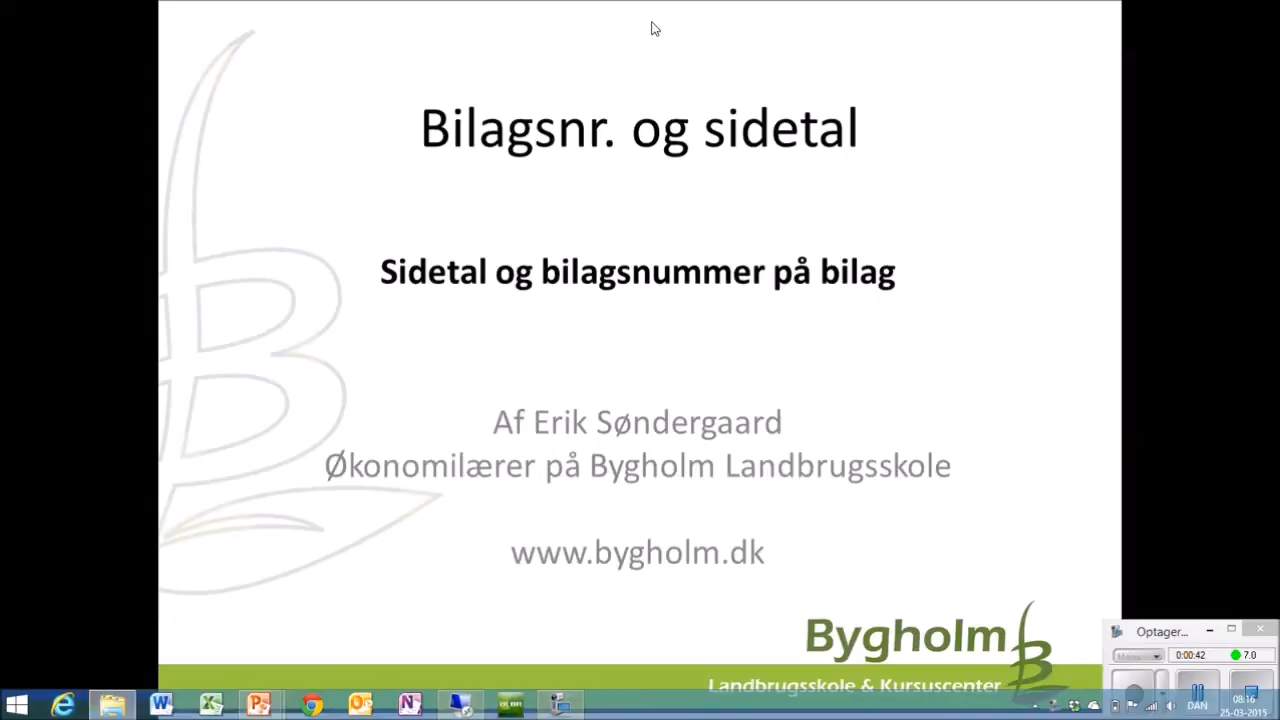 Bilagsnr. og sidetal
Sidetal og bilagsnummer på bilag
Af Erik Søndergaard
Økonomilærer på Bygholm Landbrugsskole
www.bygholm.dk
Bygholm
Landbrugsskole & Kursuscenter
Optager...
0:00:42
7.0
DAN
08:16
25-03-2015